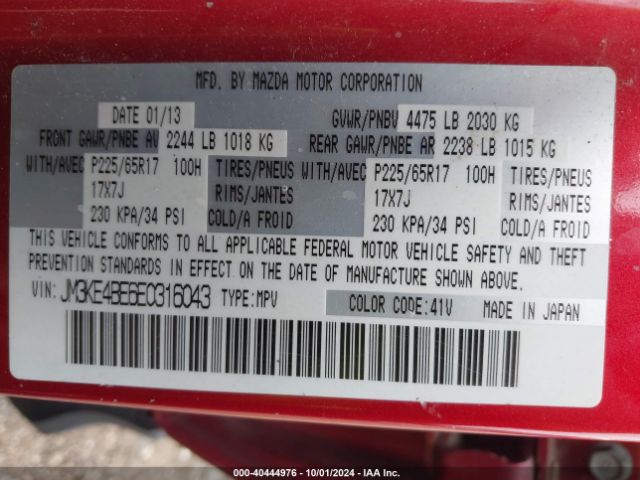 MFD. BY MAZDA MOTOR CORPORATION
DATE 01/13 GVWR/PNBV 4475 LB 2030 KG
FRONT GAWR/PNBE AV 2244 LB 1018 KG REAR GAWR/PNBE AR 2238 LB 1015 KG
WITH/AVEC P225/65R17 100H TIRES/PNEUS WITH/AVEC P225/65R17 100H TIRES/PNEUS
17X7J RIMS/JANTES 17X7J RIMS/JANTES
230 KPA/34 PSI COLD/A FROID 230 KPA/34 PSI COLD/A FROID
THIS VEHICLE CONFORMS TO ALL APPLICABLE FEDERAL MOTOR VEHICLE SAFETY AND THEFT
PREVENTION STANDARDS IN EFFECT ON THE DATE OF MANUFACTURE SHOWN ABOVE.
VIN: JM3KE4BE6E0316043 TYPE:MPV COLOR CODE:41V MADE IN JAPAN
000-40444976 - 10/01/2024 - IAA Inc.